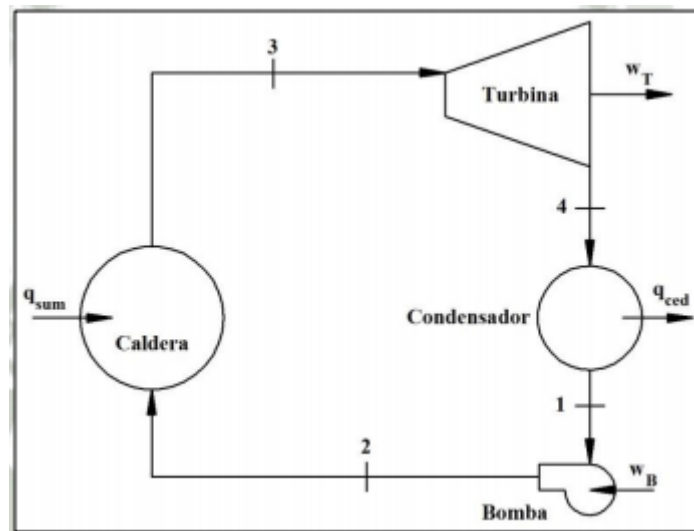 3
w_T
Turbina
4
q_sum
q_ced
Condensador
Caldera
1
2
w_B
Bomba